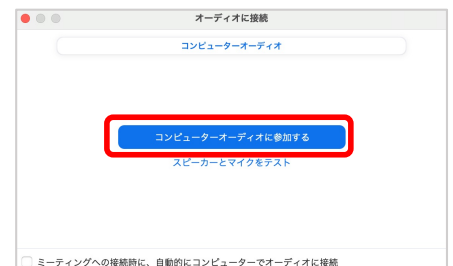 オーディオに接続
コンピューターオーディオ
コンピューターオーディオに参加する
スピーカーとマイクをテスト
ミーティングへの接続時に、自動的にコンピューターでオーディオに接続